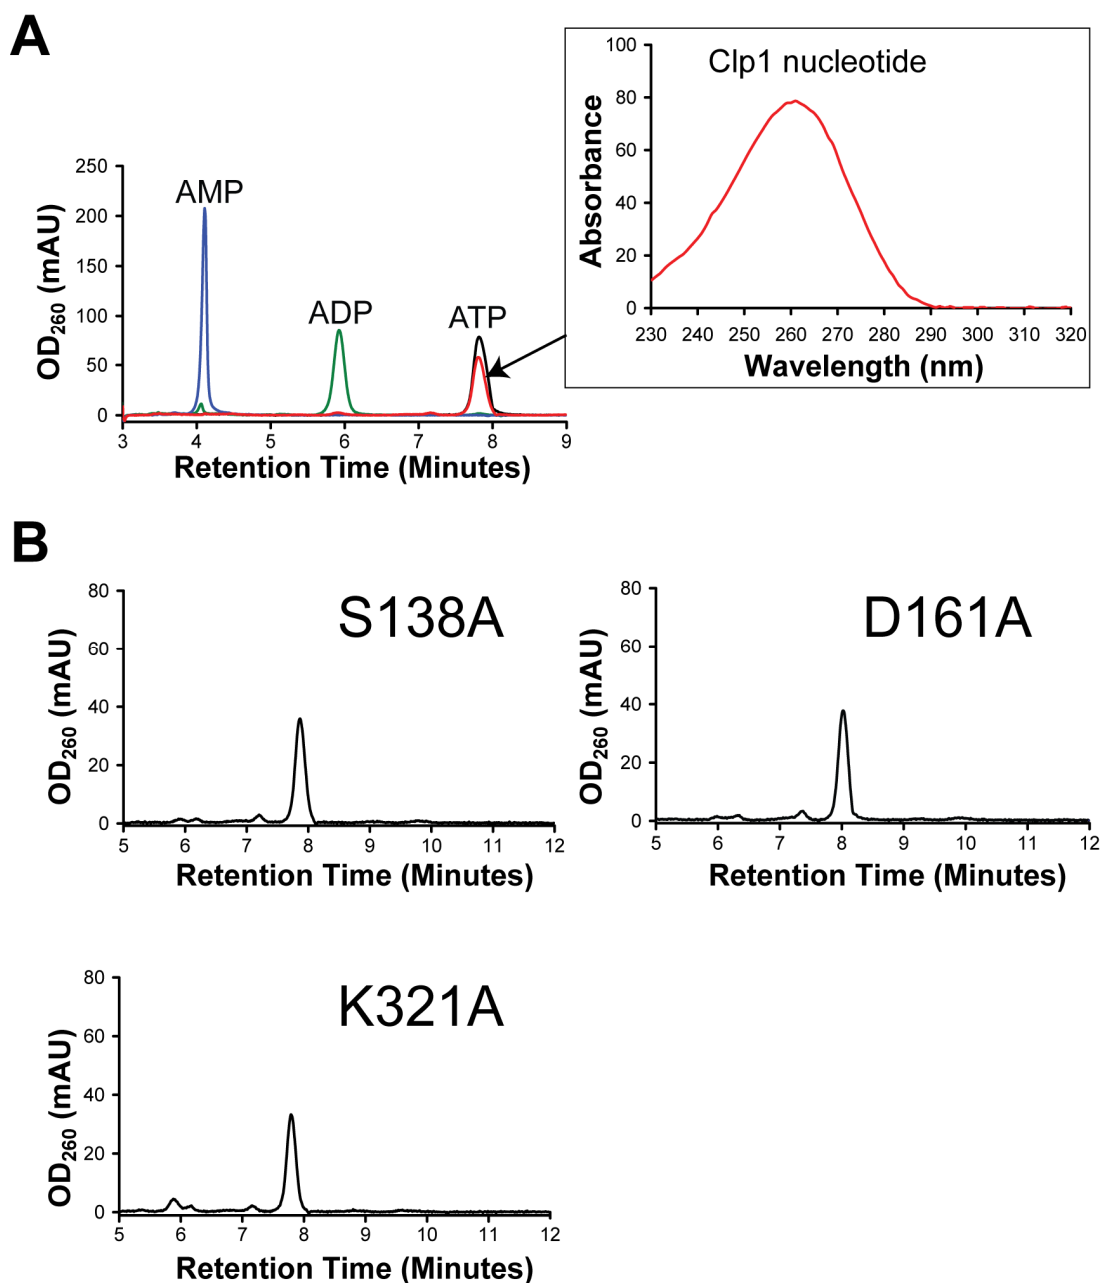 A
Clp1 nucleotide
100
80
60
40
20
0
Absorbance
230 240 250 260 270 280 290 300 310 320
Wavelength (nm)
250
200
150
100
50
0
OD260 (mAU)
AMP
ADP
ATP
3 4 5 6 7 8 9
Retention Time (Minutes)
B
S138A
80
60
40
20
0
OD260 (mAU)
5 6 7 8 9 10 11 12
Retention Time (Minutes)
D161A
80
60
40
20
0
OD260 (mAU)
5 6 7 8 9 10 11 12
Retention Time (Minutes)
K321A
80
60
40
20
0
OD260 (mAU)
5 6 7 8 9 10 11 12
Retention Time (Minutes)